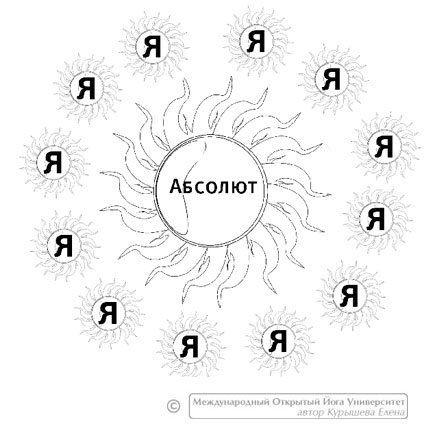 Я Я
Я Я
Я Я
Абсолют
Я Я
Я Я
Я Я
© Международный Открытый Йога Университет
автор Курышева Елена